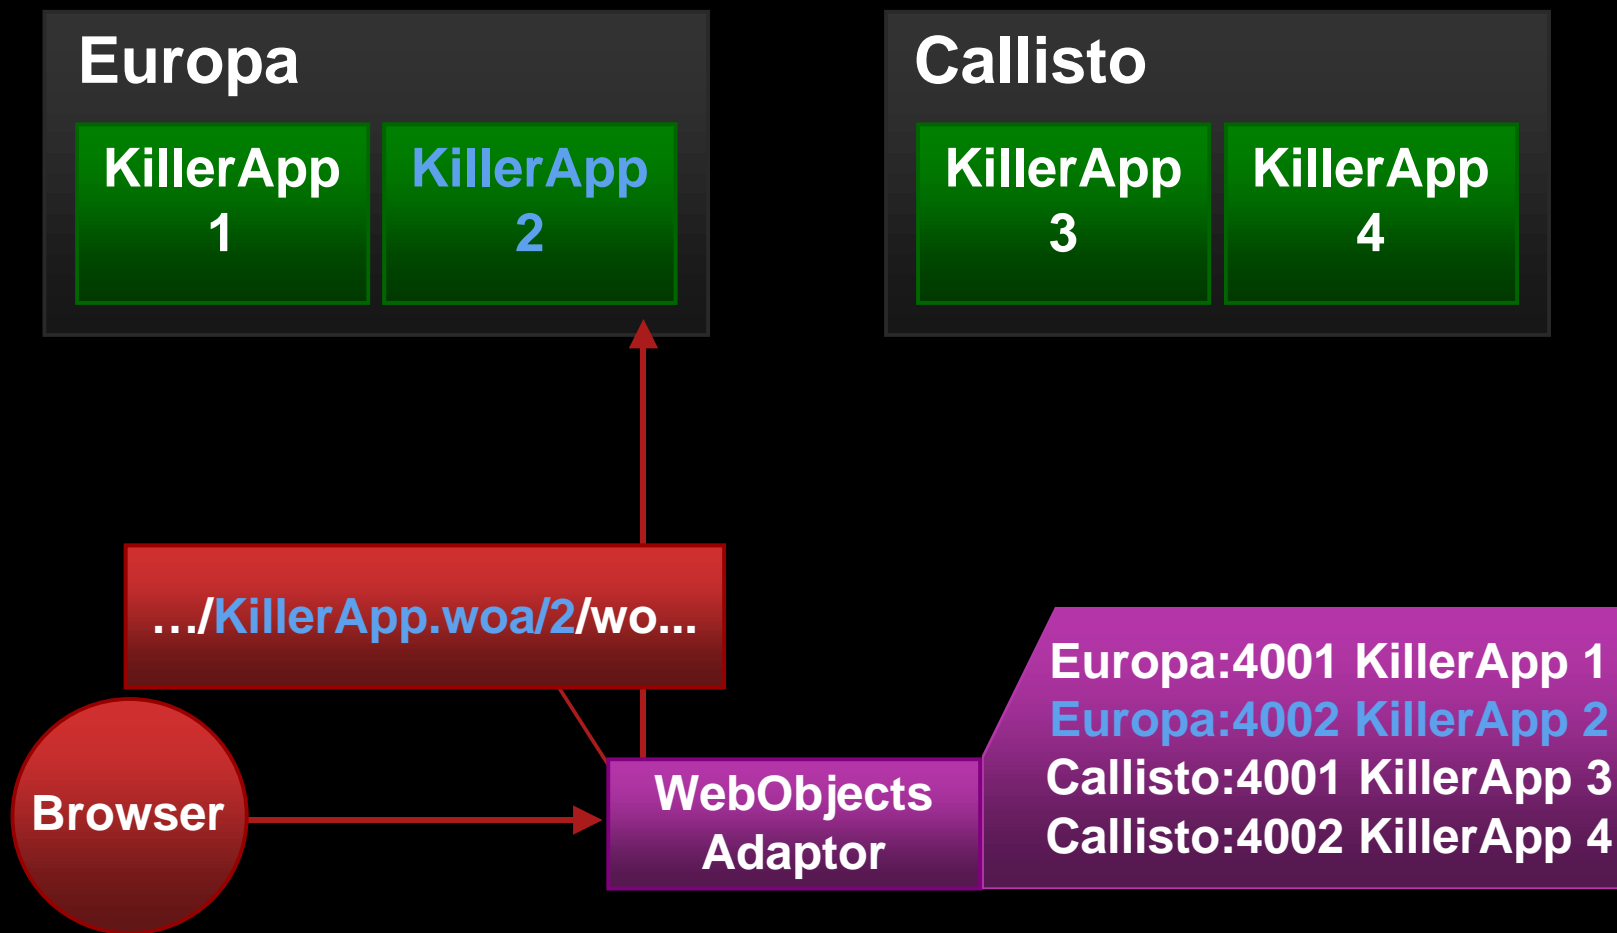 Europa
KillerApp
1
KillerApp
2
Callisto
KillerApp
3
KillerApp
4
…/KillerApp.woa/2/wo...
Browser
WebObjects
Adaptor
Europa:4001 KillerApp 1
Europa:4002 KillerApp 2
Callisto:4001 KillerApp 3
Callisto:4002 KillerApp 4